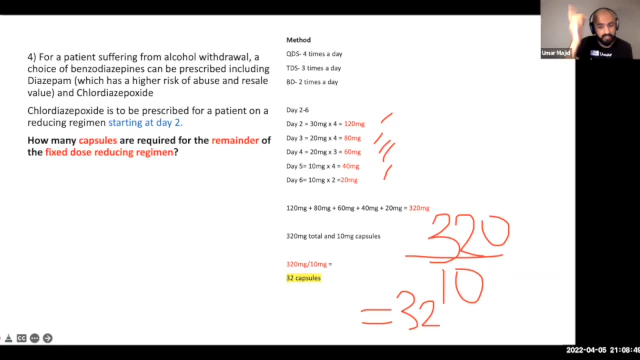 4) For a patient suffering from alcohol withdrawal, a
choice of benzodiazepines can be prescribed including
Diazepam (which has a higher risk of abuse and resale
value) and Chlordiazepoxide
Chlordiazepoxide is to be prescribed for a patient on a
reducing regimen starting at day 2.
How many capsules are required for the remainder of
the fixed dose reducing regimen?
Method
QDS- 4 times a day
TDS- 3 times a day
BD- 2 times a day
Day 2-6
Day 2 = 30mg x 4 = 120mg
Day 3 = 20mg x 4 = 80mg
Day 4 = 20mg x 3 = 60mg
Day 5= 10mg x 4 = 40mg
Day 6= 10mg x 2 =20mg
120mg + 80mg + 60mg + 40mg + 20mg = 320mg
320mg total and 10mg capsules
320mg/10mg =
32 capsules
320
10
=32
Umar Majid
2022-04-05 21:08:49